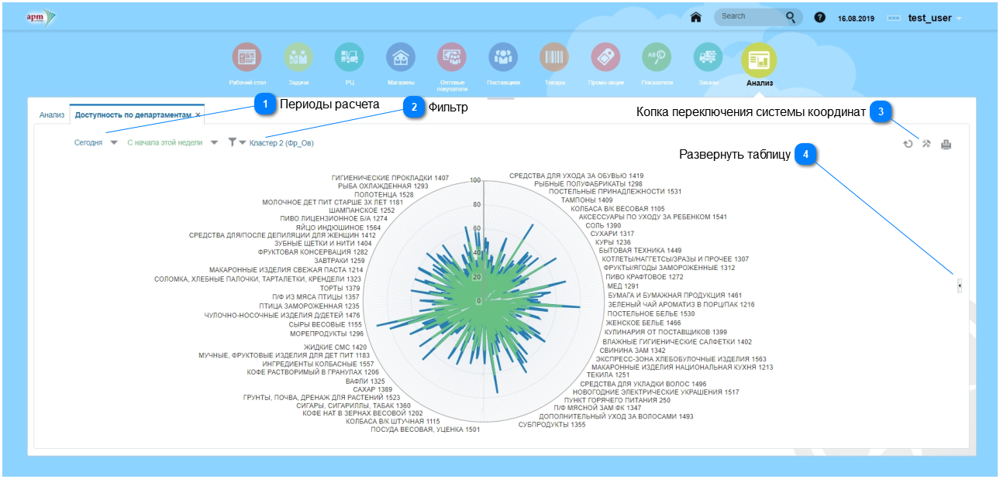 apm
Search
?
16.08.2019
test_user
Рабочий стол
Задачи
РЦ
Магазины
Оптовые
покупатели
Поставщики
Товары
Промо-акции
Показатели
Заказы
Анализ
1 Периоды расчета
2 Фильтр
Копка переключения системы координат 3
Развернуть таблицу 4
Анализ
Доступность по департаментам ×
Сегодня
С начала этой недели
Кластер 2 (Фр_Ов)
100
80
60
40
20
0
ГИГИЕНИЧЕСКИЕ ПРОКЛАДКИ 1407
РЫБА ОХЛАЖДЕННАЯ 1293
ПОЛОТЕНЦА 1528
МОЛОЧНОЕ ДЕТ ПИТ СТАРШЕ 3Х ЛЕТ 1181
ШАМПАНСКОЕ 1252
ПИВО ЛИЦЕНЗИОННОЕ Б/А 1274
ЯЙЦО ИНДЮШИНОЕ 1564
СРЕДСТВА ДЛЯ/ПОСЛЕ ДЕПИЛЯЦИИ ДЛЯ ЖЕНЩИН 1412
ЗУБНЫЕ ЩЕТКИ И НИТИ 1404
ФРУКТОВАЯ КОНСЕРВАЦИЯ 1282
ЗАВТРАКИ 1259
МАКАРОННЫЕ ИЗДЕЛИЯ СВЕЖАЯ ПАСТА 1214
СОЛОМКА, ХЛЕБНЫЕ ПАЛОЧКИ, ТАРТАЛЕТКИ, КРЕНДЕЛИ 1323
ТОРТЫ 1379
П/Ф ИЗ МЯСА ПТИЦЫ 1357
ПТИЦА ЗАМОРОЖЕННАЯ 1235
ЧУЛОЧНО-НОСОЧНЫЕ ИЗДЕЛИЯ Д/ДЕТЕЙ 1476
СЫРЫ ВЕСОВЫЕ 1155
МОРЕПРОДУКТЫ 1296
ЖИДКИЕ СМС 1420
МУЧНЫЕ, ФРУКТОВЫЕ ИЗДЕЛИЯ ДЛЯ ДЕТ ПИТ 1183
ИНГРЕДИЕНТЫ КОЛБАСНЫЕ 1557
КОФЕ РАСТВОРИМЫЙ В ГРАНУЛАХ 1206
ВАФЛИ 1325
САХАР 1389
ГРУНТЫ, ПОЧВА, ДРЕНАЖ ДЛЯ РАСТЕНИЙ 1523
СИГАРЫ, СИГАРИЛЛЫ, ТАБАК 1360
КОФЕ НАТ В ЗЕРНАХ ВЕСОВОЙ 1202
КОЛБАСА В/К ШТУЧНАЯ 1115
ПОСУДА ВЕСОВАЯ, УЦЕНКА 1501
СРЕДСТВА ДЛЯ УХОДА ЗА ОБУВЬЮ 1419
РЫБНЫЕ ПОЛУФАБРИКАТЫ 1298
ПОСТЕЛЬНЫЕ ПРИНАДЛЕЖНОСТИ 1531
ТАМПОНЫ 1409
КОЛБАСА В/К ВЕСОВАЯ 1105
АКСЕССУАРЫ ПО УХОДУ ЗА РЕБЕНКОМ 1541
СОЛЬ 1390
СУХАРИ 1317
КУРЫ 1236
БЫТОВАЯ ТЕХНИКА 1449
КОТЛЕТЫ/НАГГЕТСЫ/ЗРАЗЫ И ПРОЧЕЕ 1307
ФРУКТЫ/ЯГОДЫ ЗАМОРОЖЕННЫЕ 1312
ПИВО КРАФТОВОЕ 1272
МЕД 1291
БУМАГА И БУМАЖНАЯ ПРОДУКЦИЯ 1461
ЗЕЛЕНЫЙ ЧАЙ АРОМАТИЗ В ПОРЦ/ПАК 1216
ПОСТЕЛЬНОЕ БЕЛЬЕ 1530
ЖЕНСКОЕ БЕЛЬЕ 1466
КУЛИНАРИЯ ОТ ПОСТАВЩИКОВ 1399
ВЛАЖНЫЕ ГИГИЕНИЧЕСКИЕ САЛФЕТКИ 1402
СВИНИНА ЗАМ 1342
ЭКСПРЕСС-ЗОНА ХЛЕБОБУЛОЧНЫЕ ИЗДЕЛИЯ 1563
МАКАРОННЫЕ ИЗДЕЛИЯ НАЦИОНАЛЬНАЯ КУХНЯ 1213
ТЕКИЛА 1251
СРЕДСТВА ДЛЯ УКЛАДКИ ВОЛОС 1496
НОВОГОДНИЕ ЭЛЕКТРИЧЕСКИЕ УКРАШЕНИЯ 1517
ПУНКТ ГОРЯЧЕГО ПИТАНИЯ 250
П/Ф МЯСНОЙ ЗАМ ФК 1347
ДОПОЛНИТЕЛЬНЫЙ УХОД ЗА ВОЛОСАМИ 1493
СУБПРОДУКТЫ 1355